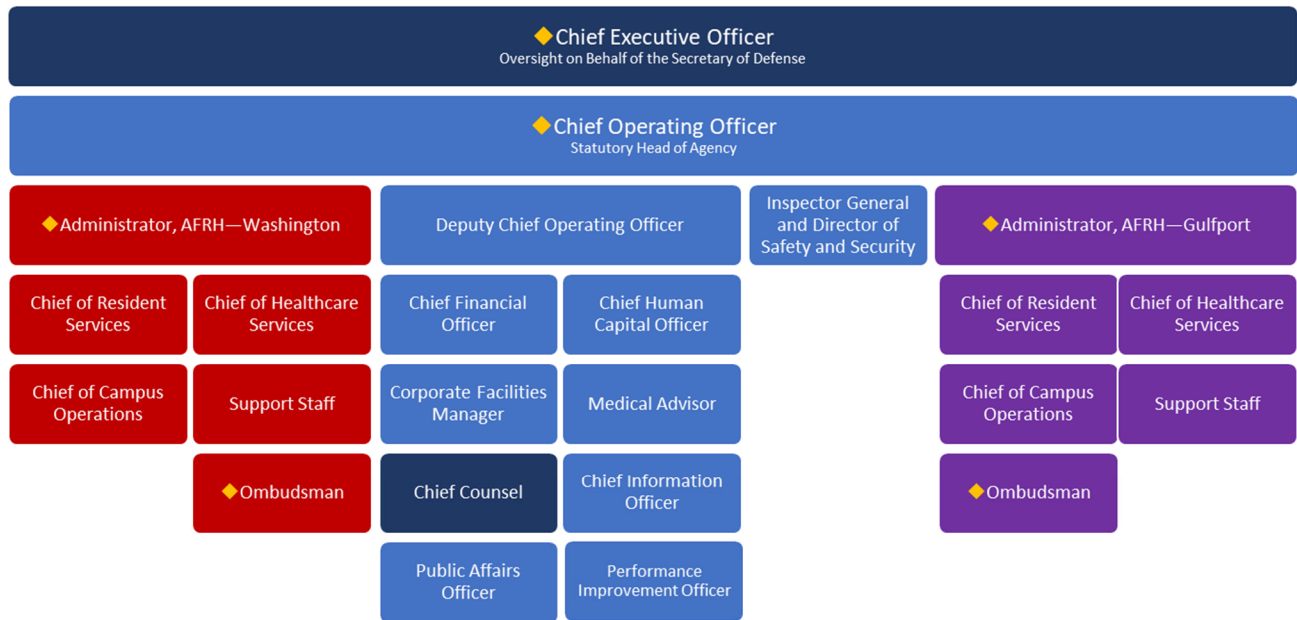 Chief Executive Officer
Oversight on Behalf of the Secretary of Defense
Chief Operating Officer
Statutory Head of Agency
Administrator, AFRH—Washington
Deputy Chief Operating Officer
Inspector General
and Director of
Safety and Security
Administrator, AFRH—Gulfport
Chief of Resident
Services
Chief of Healthcare
Services
Chief Financial
Officer
Chief Human
Capital Officer
Chief of Resident
Services
Chief of Healthcare
Services
Chief of Campus
Operations
Support Staff
Corporate Facilities
Manager
Medical Advisor
Chief of Campus
Operations
Support Staff
Ombudsman
Chief Counsel
Chief Information
Officer
Ombudsman
Public Affairs
Officer
Performance
Improvement Officer